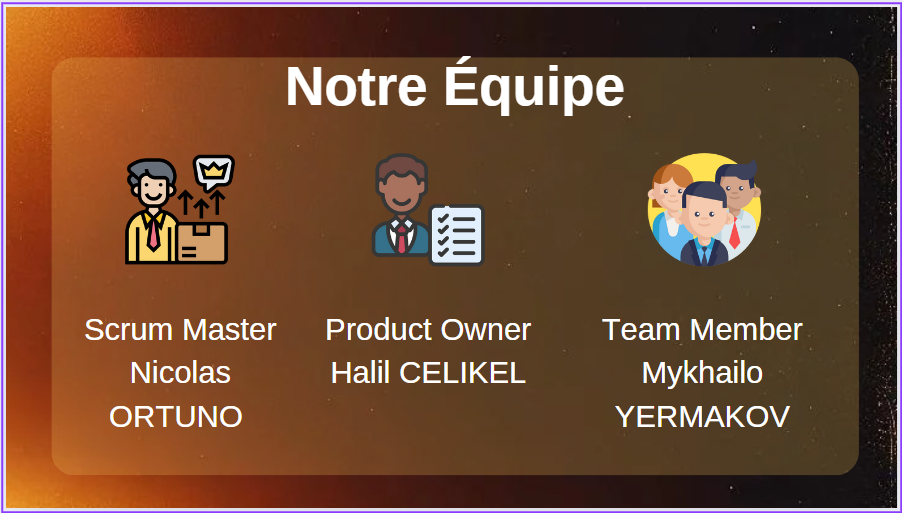 Notre Équipe
Scrum Master
Nicolas
ORTUNO
Product Owner
Halil CELIKEL
Team Member
Mykhailo
YERMAKOV